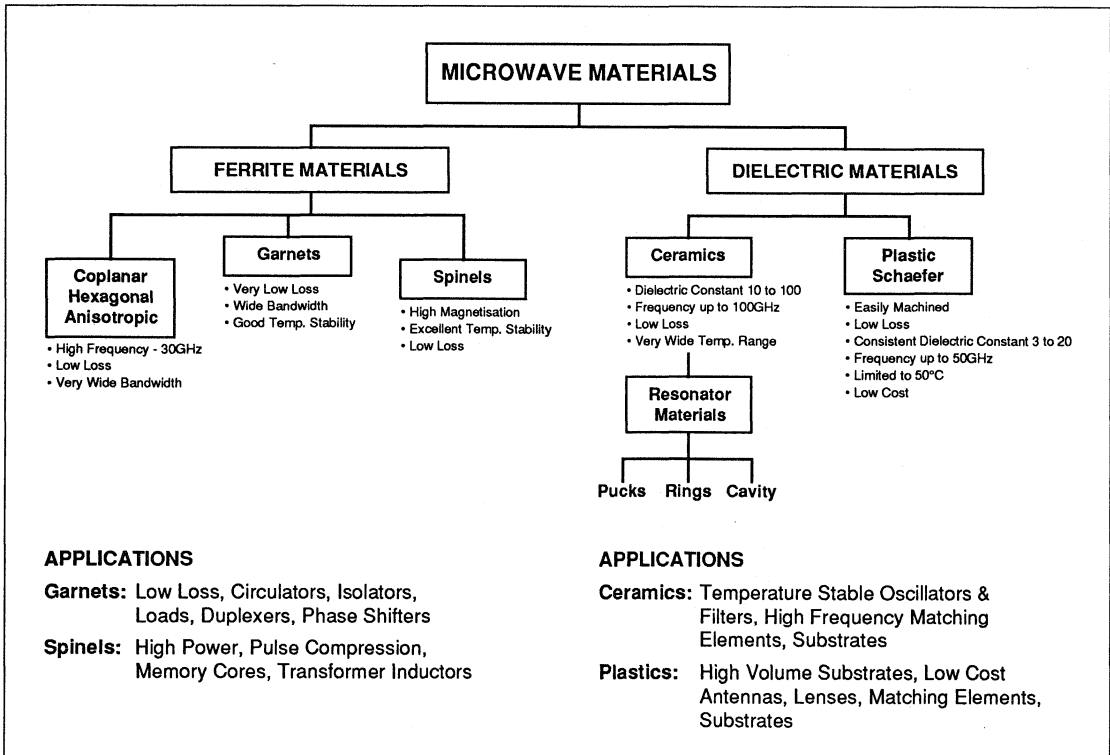 MICROWAVE MATERIALS
FERRITE MATERIALS
DIELECTRIC MATERIALS
Coplanar
Hexagonal
Anisotropic
• High Frequency - 30GHz
• Low Loss
• Very Wide Bandwidth
Garnets
• Very Low Loss
• Wide Bandwidth
• Good Temp. Stability
Spinels
• High Magnetisation
• Excellent Temp. Stability
• Low Loss
Ceramics
• Dielectric Constant 10 to 100
• Frequency up to 100GHz
• Low Loss
• Very Wide Temp. Range
Resonator
Materials
Pucks Rings Cavity
Plastic
Schaefer
• Easily Machined
• Low Loss
• Consistent Dielectric Constant 3 to 20
• Frequency up to 50GHz
• Limited to 50°C
• Low Cost
APPLICATIONS
Garnets: Low Loss, Circulators, Isolators,
Loads, Duplexers, Phase Shifters
Spinels: High Power, Pulse Compression,
Memory Cores, Transformer Inductors
APPLICATIONS
Ceramics: Temperature Stable Oscillators &
Filters, High Frequency Matching
Elements, Substrates
Plastics: High Volume Substrates, Low Cost
Antennas, Lenses, Matching Elements,
Substrates